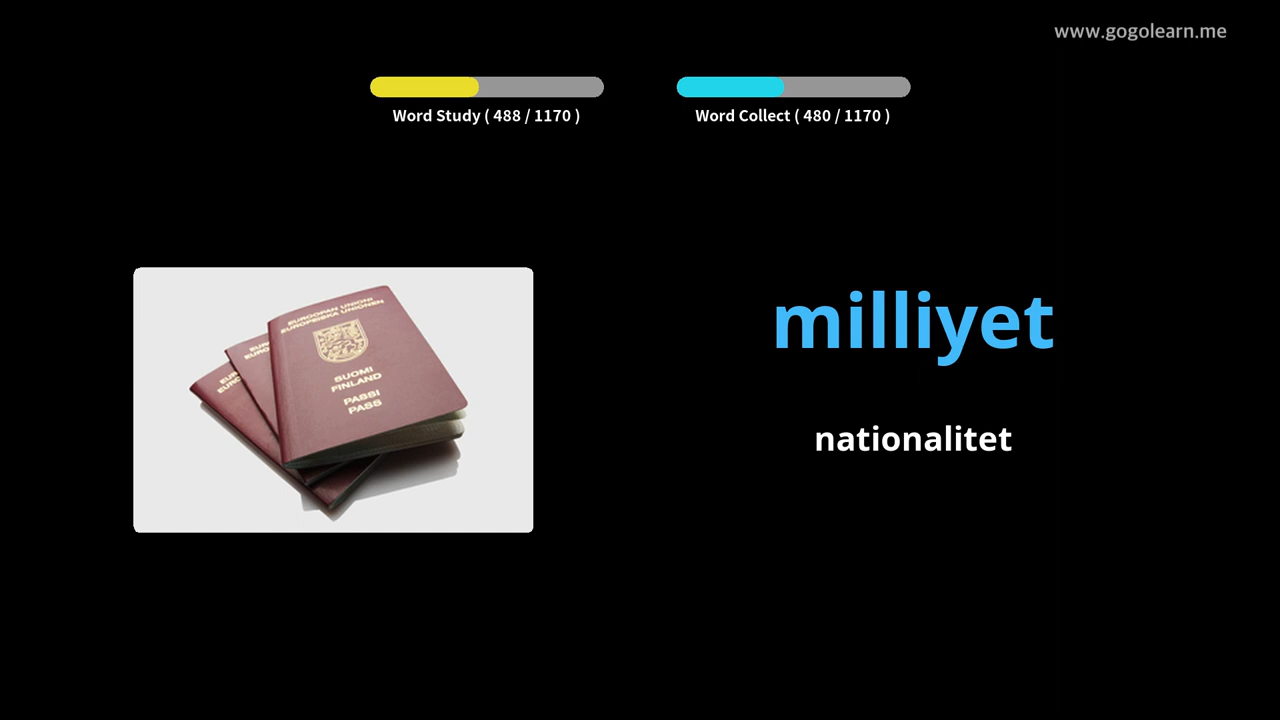 www.gogolearn.me
Word Study ( 488 / 1170 )
Word Collect ( 480 / 1170 )
EUROOPAN UNIONI
EUROPEISKA UNIONEN
SUOMI
FINLAND
PASSI
PASS
milliyet
nationalitet